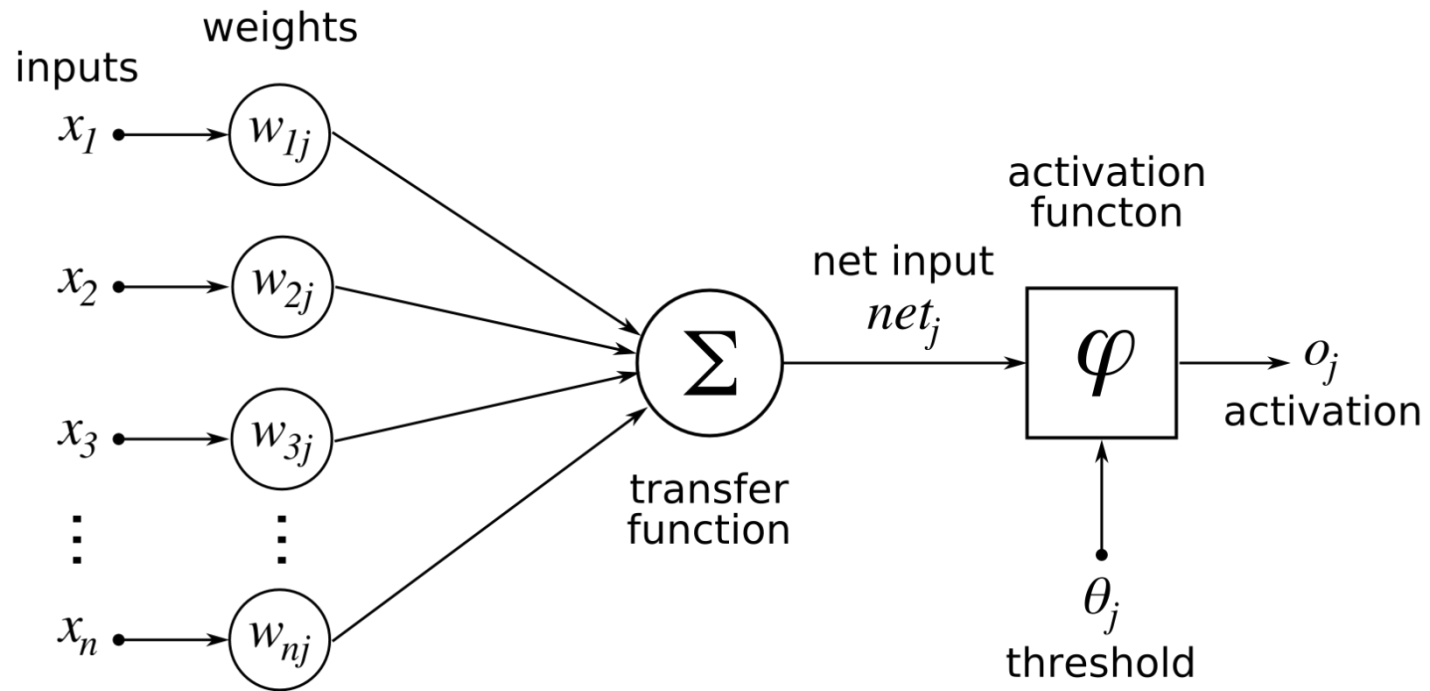 weights
inputs
x1
w1j
x2
w2j
x3
w3j
⋮ ⋮
xn
wnj
Σ
transfer
function
net input
netj
activation
functon
φ
oj
activation
θj
threshold